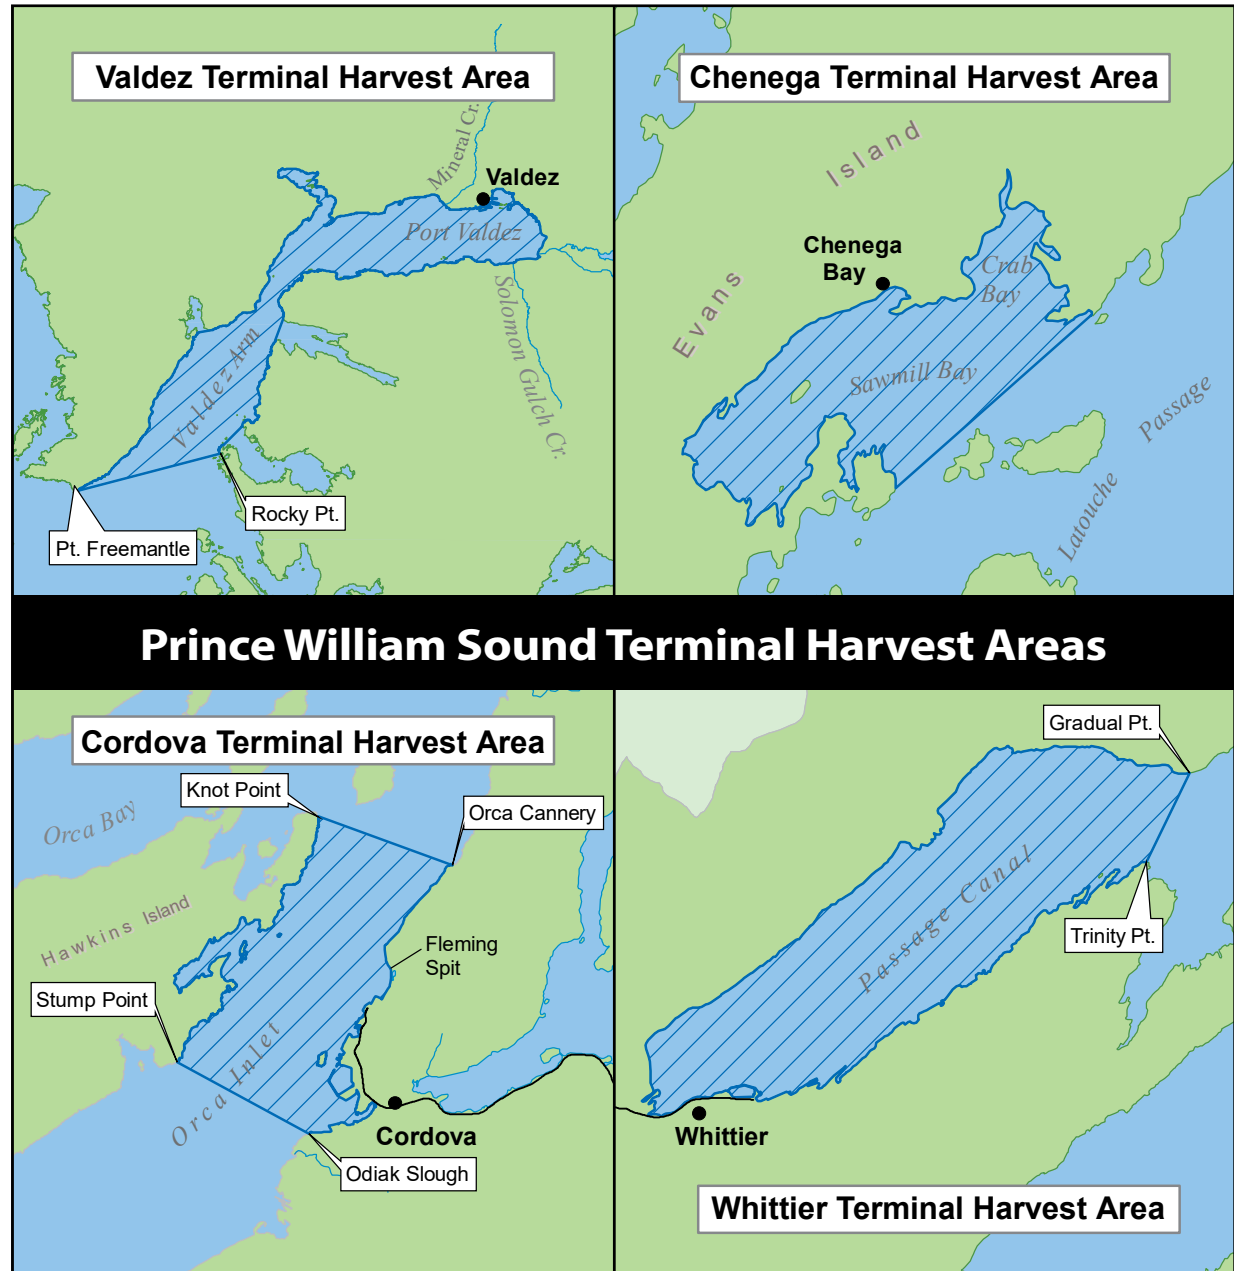 Valdez Terminal Harvest Area
Mineral Cr.
Valdez
Port Valdez
Solomon Gulch Cr.
Valdez Arm
Rocky Pt.
Pt. Freemantle
Chenega Terminal Harvest Area
Island
Evans
Chenega
Bay
Crab
Bay
Sawmill Bay
Passage
Latouche
Prince William Sound Terminal Harvest Areas
Cordova Terminal Harvest Area
Knot Point
Orca Bay
Orca Cannery
Hawkins Island
Fleming
Spit
Stump Point
Orca Inlet
Cordova
Odiak Slough
Gradual Pt.
Passage Canal
Trinity Pt.
Whittier
Whittier Terminal Harvest Area